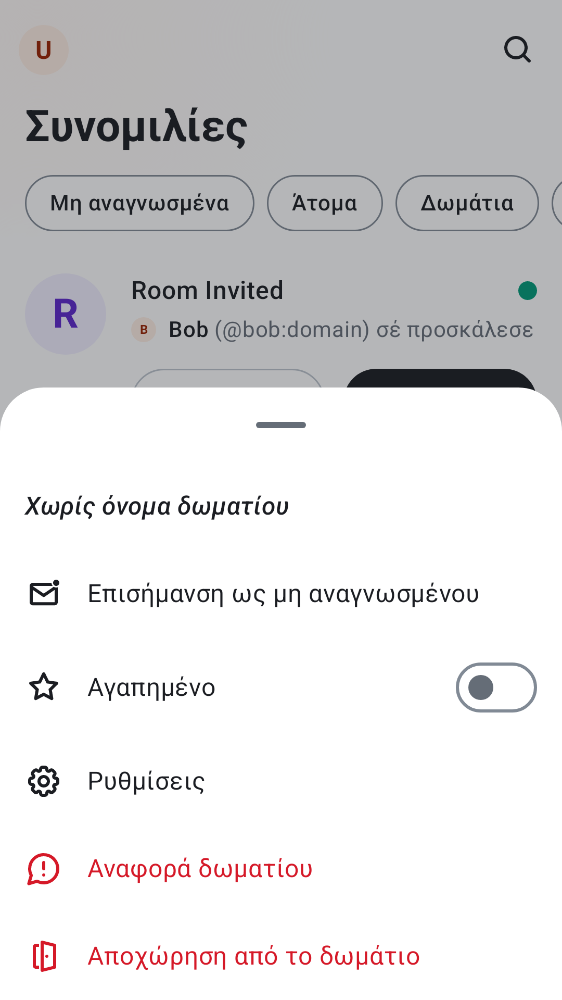 U
Συνομιλίες
Μη αναγνωσμένα
Άτομα
Δωμάτια
R
Room Invited
B Bob (@bob:domain) σέ προσκάλεσε
Χωρίς όνομα δωματίου
Επισήμανση ως μη αναγνωσμένου
Αγαπημένο
Ρυθμίσεις
Αναφορά δωματίου
Αποχώρηση από το δωμάτιο